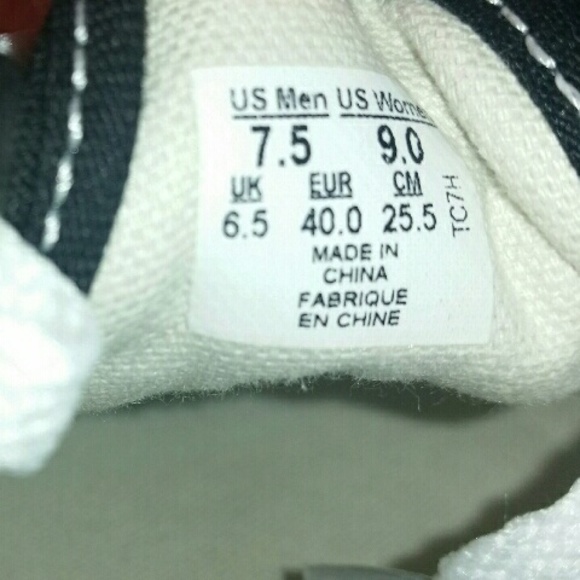 US Men US Wome
7.5 9.0
UK EUR CM
6.5 40.0 25.5
TC7H
MADE IN
CHINA
FABRIQUE
EN CHINE